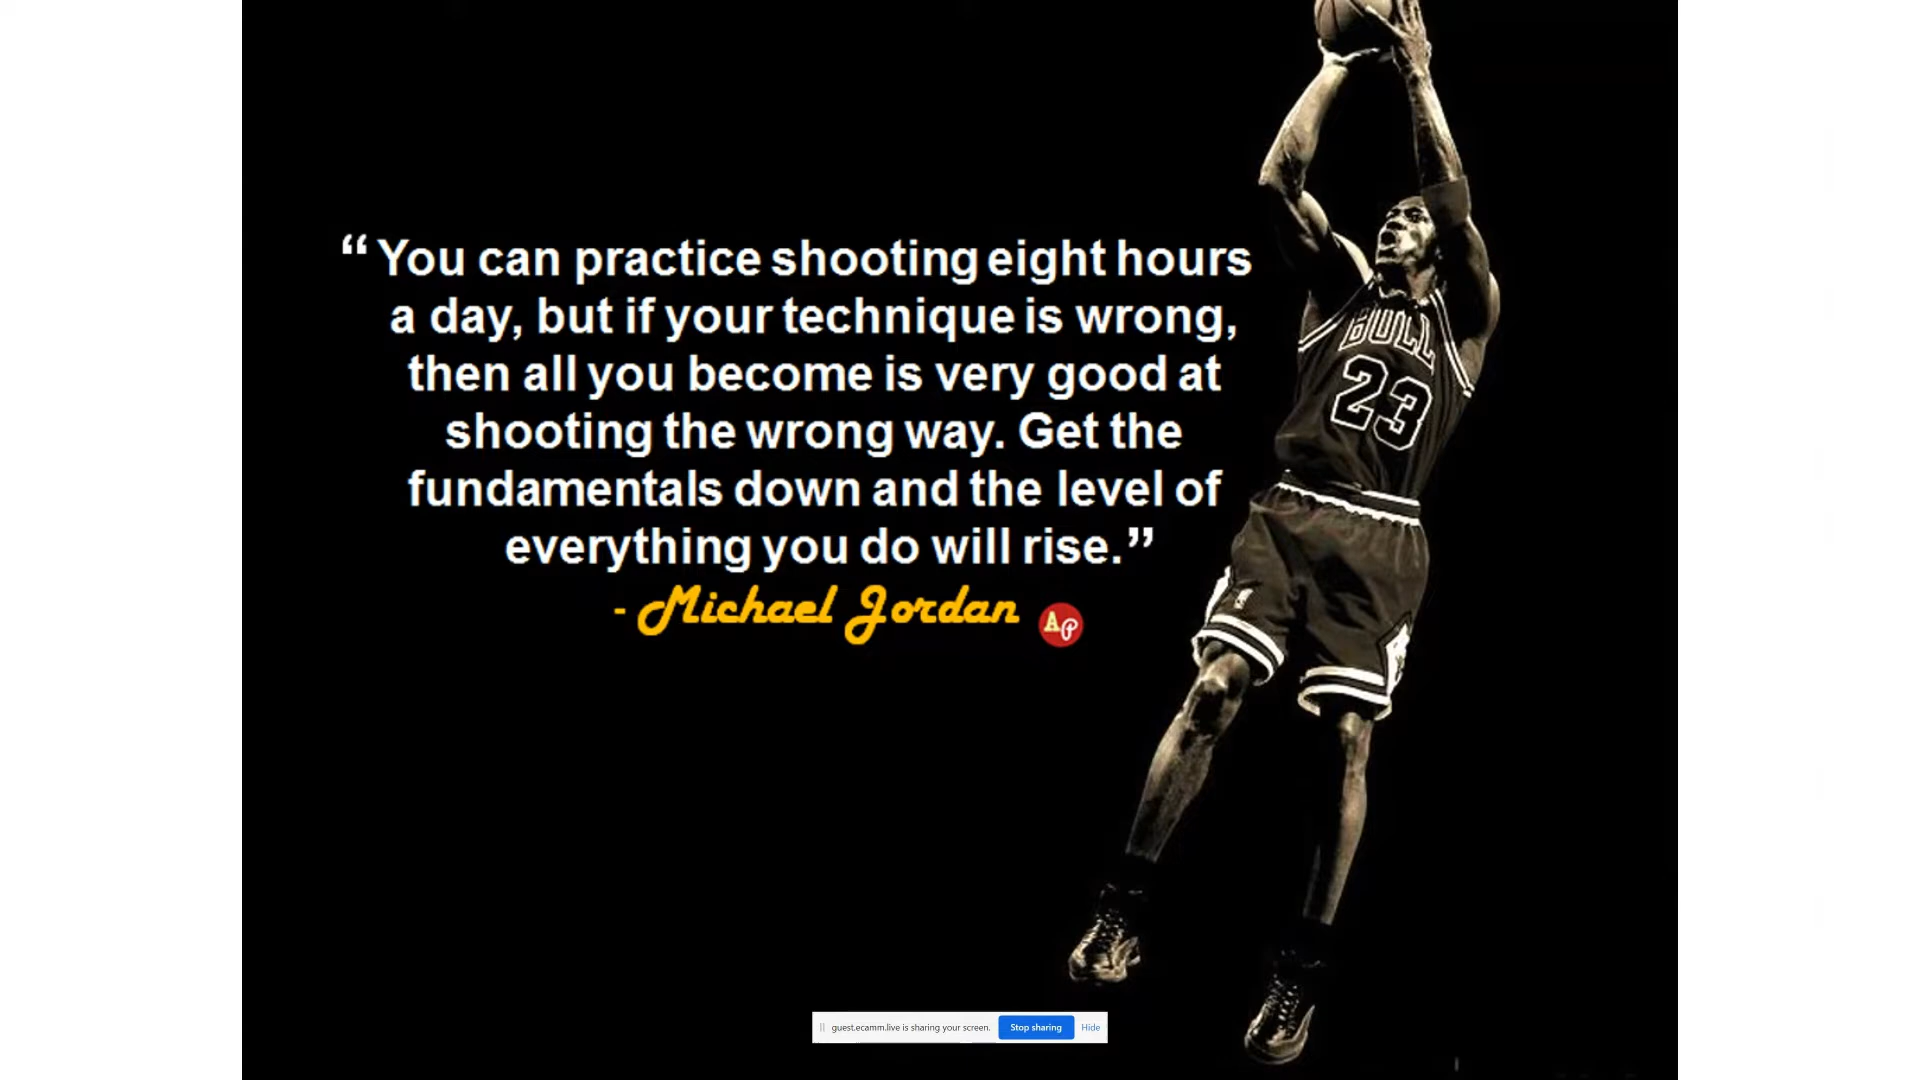 “ You can practice shooting eight hours
a day, but if your technique is wrong,
then all you become is very good at
shooting the wrong way. Get the
fundamentals down and the level of
everything you do will rise.”
- Michael Jordan
AP
BULL
23
guest.ecamm.live is sharing your screen. Stop sharing Hide